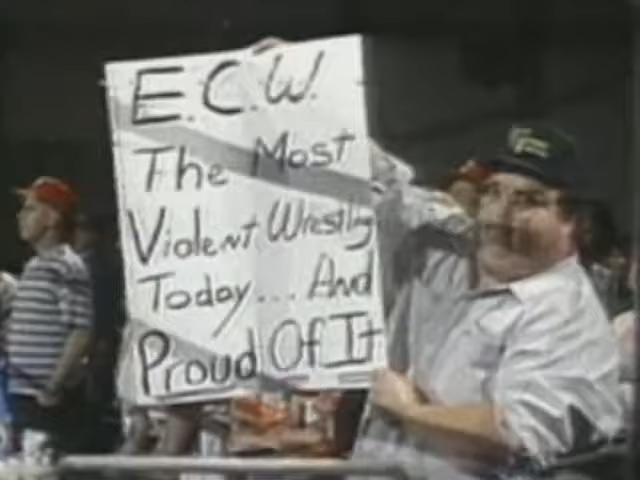 E.C.W.
The Most
Violent Wrestling
Today... And
Proud Of It